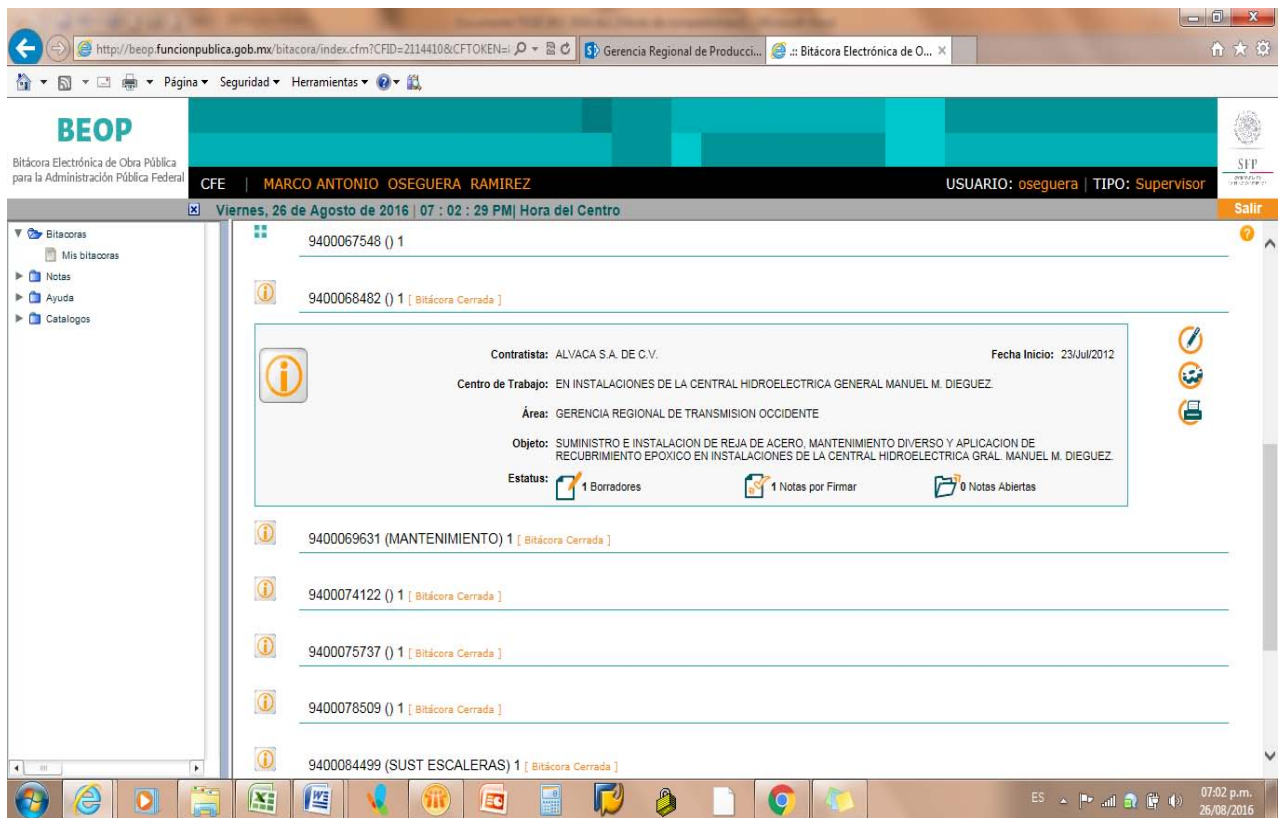 http://beop.funcionpublica.gob.mx/bitacora/index.cfm?CFID=2114410&CFTOKEN=
Gerencia Regional de Producci...
.:: Bitácora Electrónica de O...
Página
Seguridad
Herramientas
BEOP
Bitácora Electrónica de Obra Pública
para la Administración Pública Federal
SFP
CFE | MARCO ANTONIO OSEGUERA RAMIREZ
USUARIO: oseguera | TIPO: Supervisor
Viernes, 26 de Agosto de 2016 | 07 : 02 : 29 PM| Hora del Centro
Salir
Bitacoras
Mis bitacoras
Notas
Ayuda
Catalogos
9400067548 () 1
9400068482 () 1 [ Bitácora Cerrada ]
Contratista: ALVACA S.A. DE C.V.
Fecha Inicio: 23/Jul/2012
Centro de Trabajo: EN INSTALACIONES DE LA CENTRAL HIDROELECTRICA GENERAL MANUEL M. DIEGUEZ.
Área: GERENCIA REGIONAL DE TRANSMISION OCCIDENTE
Objeto: SUMINISTRO E INSTALACION DE REJA DE ACERO, MANTENIMIENTO DIVERSO Y APLICACION DE
RECUBRIMIENTO EPOXICO EN INSTALACIONES DE LA CENTRAL HIDROELECTRICA GRAL. MANUEL M. DIEGUEZ.
Estatus: 1 Borradores
1 Notas por Firmar
0 Notas Abiertas
9400069631 (MANTENIMIENTO) 1 [ Bitácora Cerrada ]
9400074122 () 1 [ Bitácora Cerrada ]
9400075737 () 1 [ Bitácora Cerrada ]
9400078509 () 1 [ Bitácora Cerrada ]
9400084499 (SUST ESCALERAS) 1 [ Bitácora Cerrada ]
ES
07:02 p.m.
26/08/2016